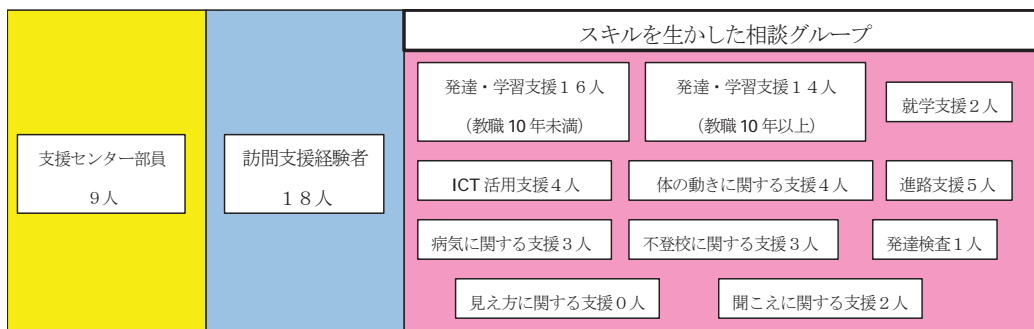 スキルを生かした相談グループ
支援センター部員
9人
訪問支援経験者
１８人
発達・学習支援１６人
（教職 10 年未満）
発達・学習支援１４人
（教職 10 年以上）
就学支援２人
ICT 活用支援４人
体の動きに関する支援４人
進路支援５人
病気に関する支援３人
不登校に関する支援３人
発達検査１人
見え方に関する支援０人
聞こえに関する支援２人